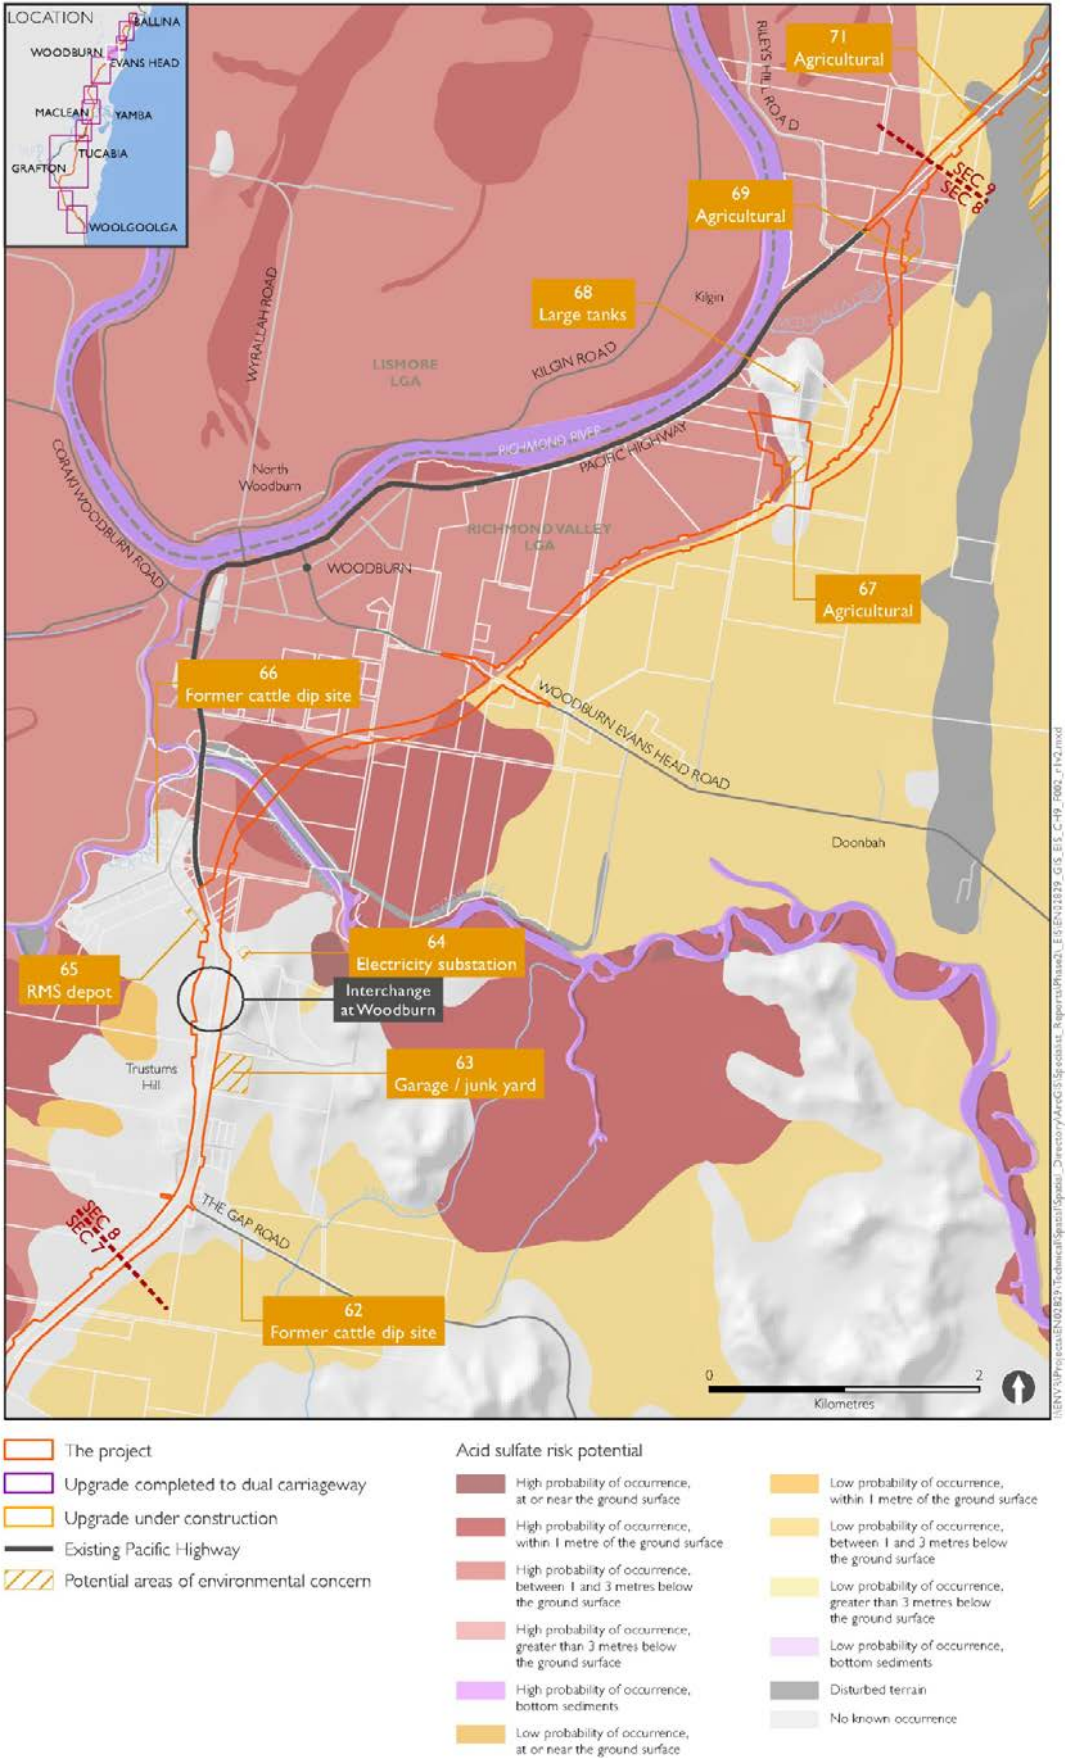 LOCATION
BALLINA
WOODBURN
EVANS HEAD
MACLEAN
YAMBA
TUCABIA
GRAFTON
WOOLGOOLGA
RILEYS HILL ROAD
71
Agricultural
SEC 9
SEC 8
69
Agricultural
68
Large tanks
Kilgin
WYRALLAH ROAD
LISMORE
LGA
KILGIN ROAD
RICHMOND RIVER
PACIFIC HIGHWAY
CORAKI WOODBURN ROAD
North
Woodburn
RICHMOND VALLEY
LGA
WOODBURN
67
Agricultural
66
Former cattle dip site
WOODBURN EVANS HEAD ROAD
Doonbah
64
Electricity substation
65
RMS depot
Interchange
at Woodburn
63
Garage / junk yard
Trustums
Hill
THE GAP ROAD
SEC 8
SEC 7
62
Former cattle dip site
0
2
Kilometres
The project
Upgrade completed to dual carriageway
Upgrade under construction
Existing Pacific Highway
Potential areas of environmental concern
Acid sulfate risk potential
High probability of occurrence,
at or near the ground surface
High probability of occurrence,
within 1 metre of the ground surface
High probability of occurrence,
between 1 and 3 metres below
the ground surface
High probability of occurrence,
greater than 3 metres below
the ground surface
High probability of occurrence,
bottom sediments
Low probability of occurrence,
at or near the ground surface
Low probability of occurrence,
within 1 metre of the ground surface
Low probability of occurrence,
between 1 and 3 metres below
the ground surface
Low probability of occurrence,
greater than 3 metres below
the ground surface
Low probability of occurrence,
bottom sediments
Disturbed terrain
No known occurrence